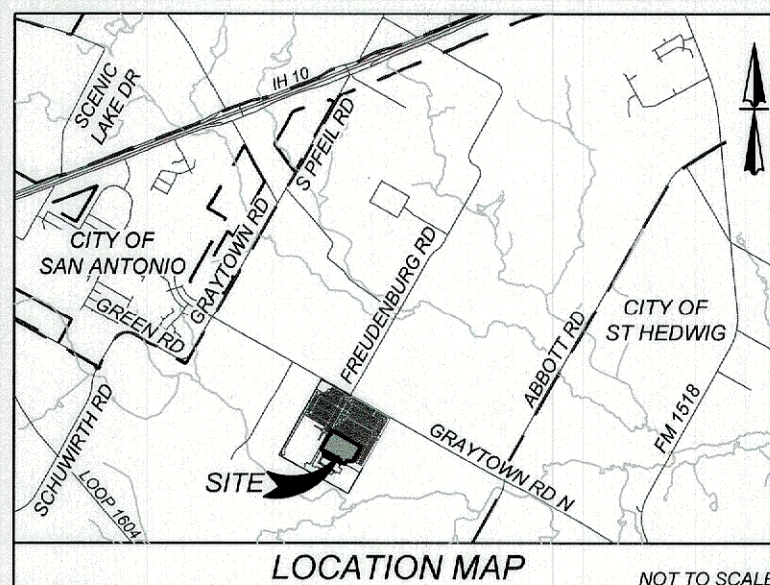 SCENIC
LAKE DR
IH 10
S PFEIL RD
CITY OF
SAN ANTONIO
GRAYTOWN RD
GREEN RD
FREUDENBURG RD
CITY OF
ST HEDWIG
ABBOTT RD
FM 1518
SCHUWIRTH RD
LOOP 1604
SITE
GRAYTOWN RD N
LOCATION MAP
NOT TO SCALE